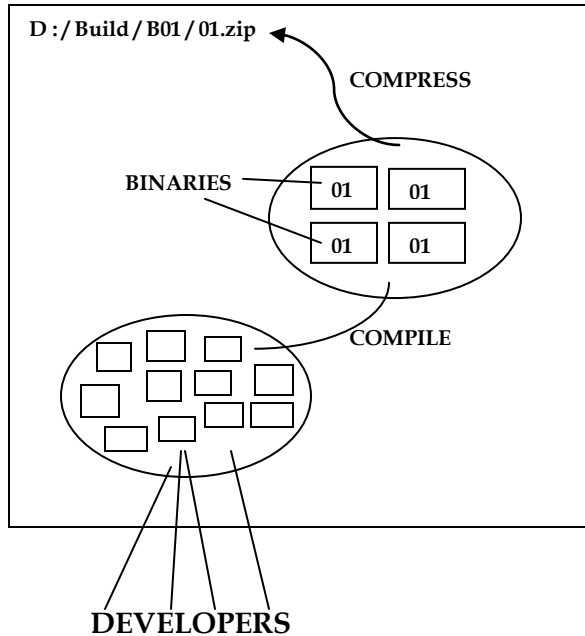 D :/ Build / B01 / 01.zip
COMPRESS
BINARIES
01 01
01 01
COMPILE
DEVELOPERS